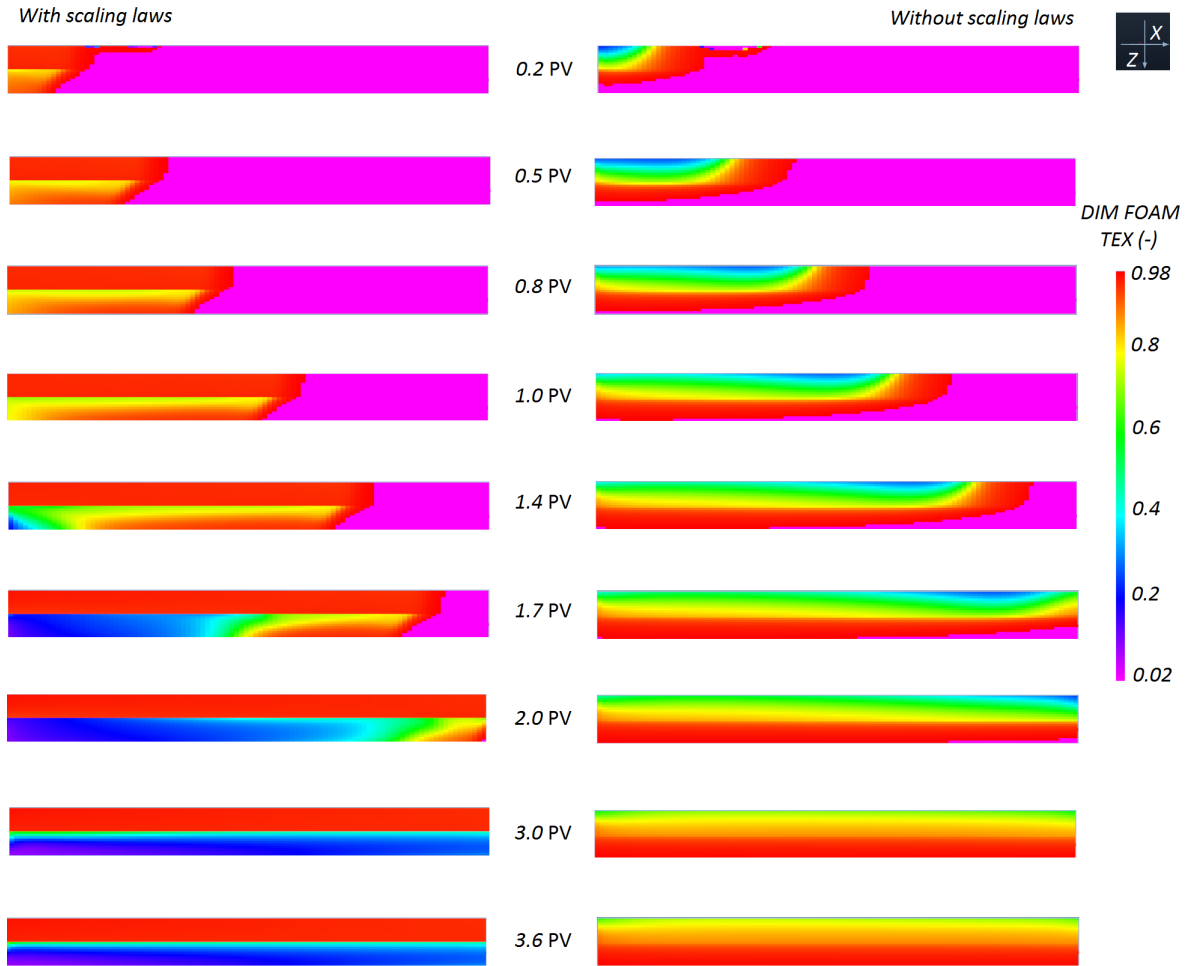 With scaling laws
Without scaling laws
X
Z
0.2 PV
0.5 PV
DIM FOAM
TEX (-)
0.98
0.8 PV
0.8
1.0 PV
0.6
1.4 PV
0.4
1.7 PV
0.2
0.02
2.0 PV
3.0 PV
3.6 PV